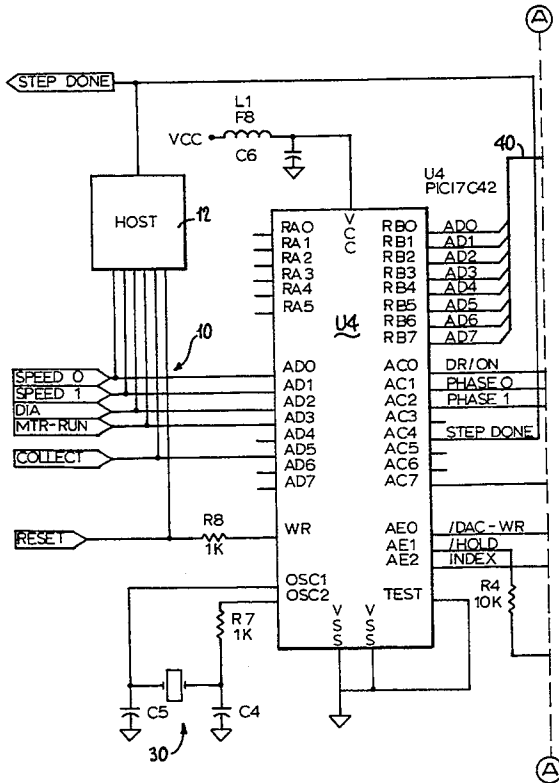 A
STEP DONE
L1
F8
VCC
C6
40
U4
PIC17C42
HOST
12
VCC
RA0
RA1
RA2
RA3
RA4
RA5
U4
RB0
RB1
RB2
RB3
RB4
RB5
RB6
RB7
AD0
AD1
AD2
AD3
AD4
AD5
AD6
AD7
10
SPEED 0
SPEED 1
DIA
MTR-RUN
COLLECT
RESET
AD0
AD1
AD2
AD3
AD4
AD5
AD6
AD7
AC0
AC1
AC2
AC3
AC4
AC5
AC6
AC7
DR/ON
PHASE 0
PHASE 1
STEP DONE
R8
1K
WR
AE0
AE1
AE2
/DAC-WR
/HOLD
INDEX
OSC1
OSC2
TEST
R4
10K
R7
1K
VSS
VSS
C5
C4
30
A